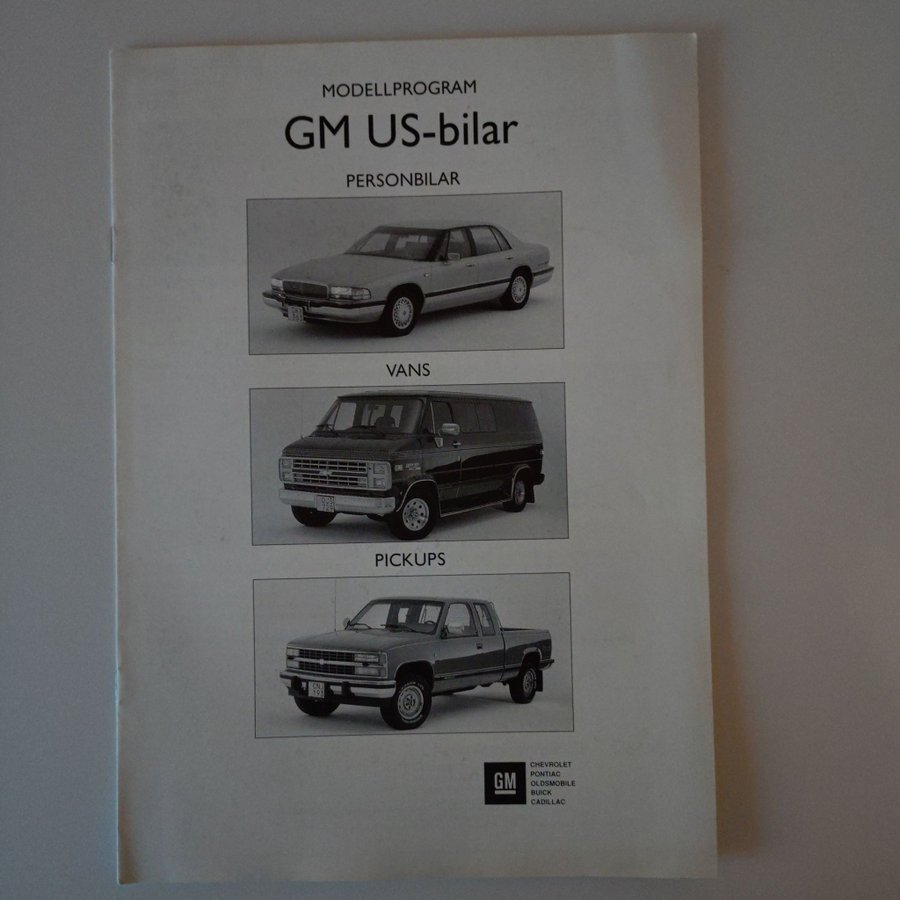 MODELLPROGRAM
GM US-bilar
PERSONBILAR
VANS
PICKUPS
GM
CHEVROLET
PONTIAC
OLDSMOBILE
BUICK
CADILLAC